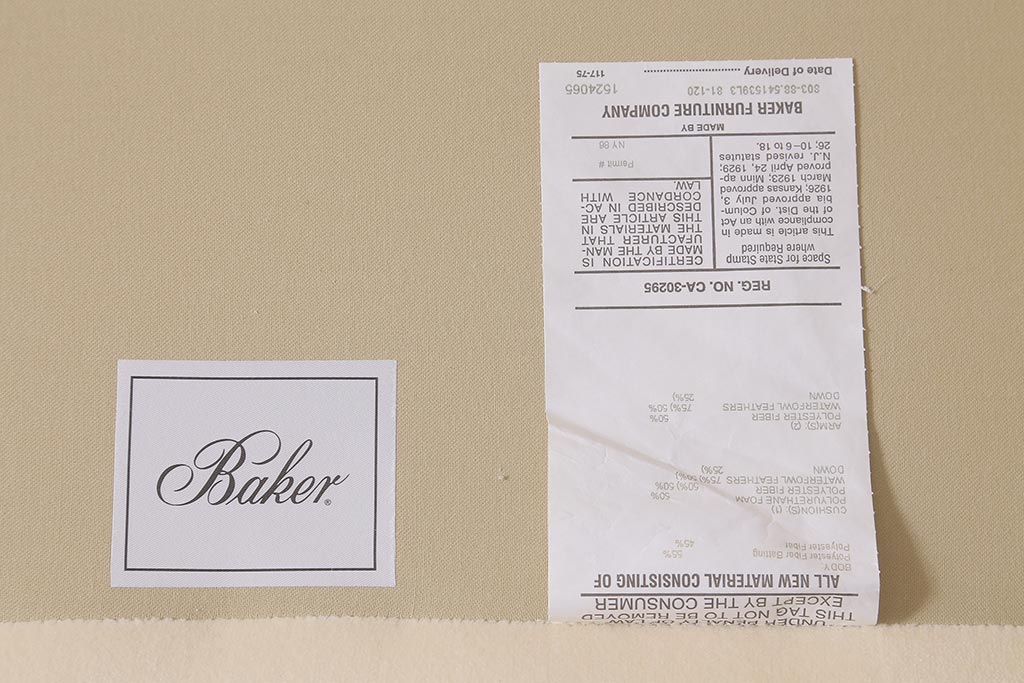 Baker®
UNDER PENALTY OF LAW
THIS TAG NOT TO BE REMOVED
EXCEPT BY THE CONSUMER
ALL NEW MATERIAL CONSISTING OF
BODY:
Polyester Fiber Batting 55%
Polyester Fiber 45%
CUSHION(S): (1)
POLYURETHANE FOAM 50%
POLYESTER FIBER 50%
WATERFOWL FEATHERS 75%
DOWN 25%)
ARM(S): (2)
POLYESTER FIBER 50%
WATERFOWL FEATHERS 75%) 50%
DOWN 25%)
REG. NO. CA-30295
Space for State Stamp
where Required
This article is made in
compliance with an Act
of the Dist. of Colum-
bia approved July 3,
1926; Kansas approved
March 1923; Minn ap-
proved April 24, 1929;
N.J. revised statutes
26; 10-6 to 18.
CERTIFICATION IS
MADE BY THE MAN-
UFACTURER THAT
THE MATERIALS IN
THIS ARTICLE ARE
DESCRIBED IN AC-
CORDANCE WITH
LAW.
Permit #
NY 86
MADE BY
BAKER FURNITURE COMPANY
803-88.541539L3 81-120 1524065
Date of Delivery ........................ 117-75